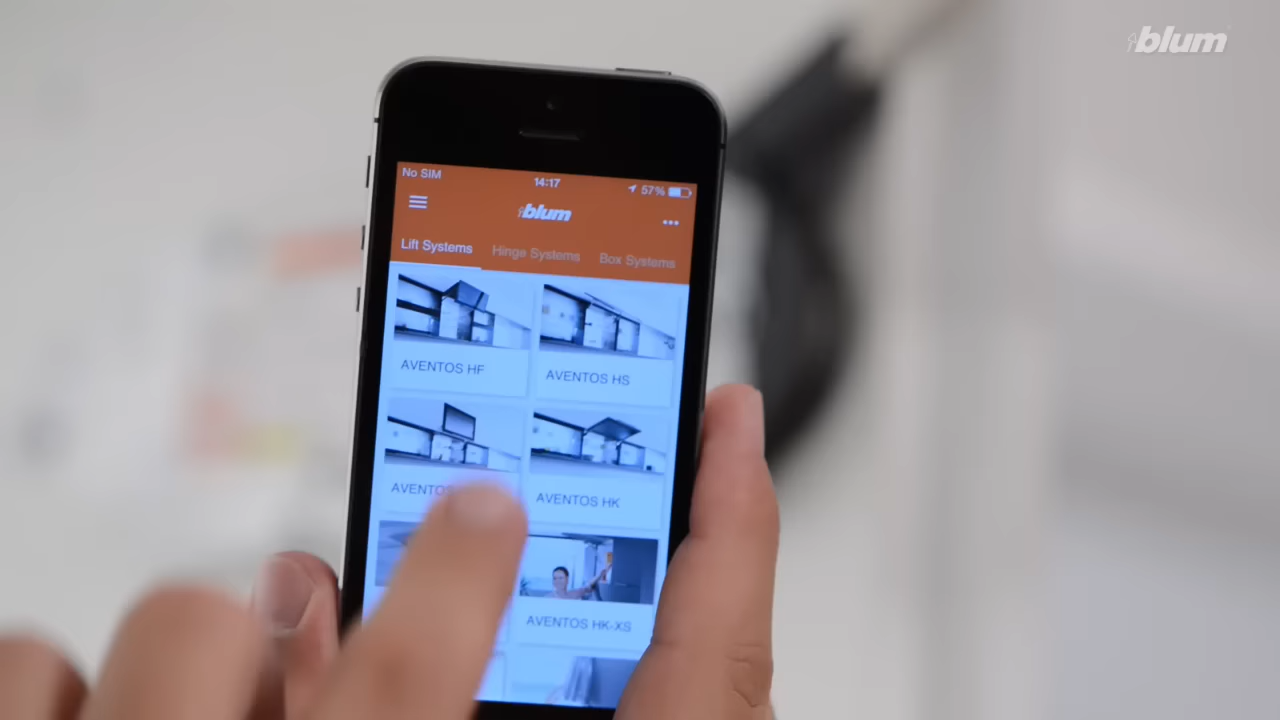 blum
No SIM 14:17 57%
blum
Lift Systems Hinge Systems Box Systems
AVENTOS HF AVENTOS HS
AVENTOS AVENTOS HK
AVENTOS HK-XS